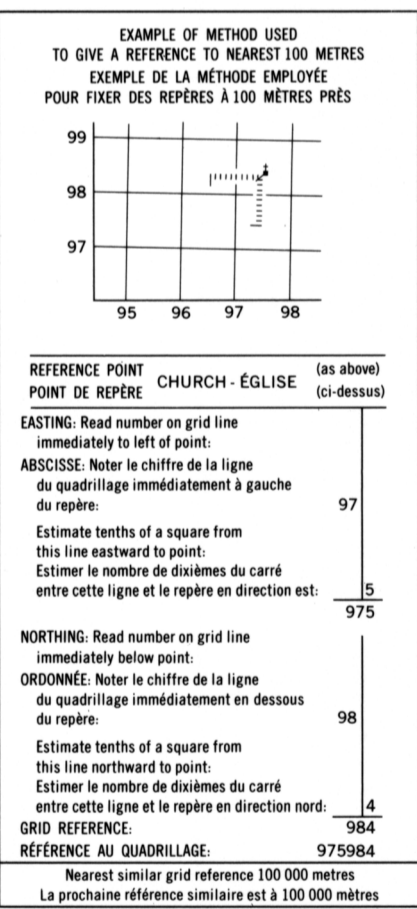 EXAMPLE OF METHOD USED
TO GIVE A REFERENCE TO NEAREST 100 METRES
EXEMPLE DE LA MÉTHODE EMPLOYÉE
POUR FIXER DES REPÈRES À 100 MÈTRES PRÈS
99
98
97
95 96 97 98
REFERENCE POINT
POINT DE REPÈRE
CHURCH - ÉGLISE
(as above)
(ci-dessus)
EASTING: Read number on grid line
immediately to left of point:
ABSCISSE: Noter le chiffre de la ligne
du quadrillage immédiatement à gauche
du repère: 97
Estimate tenths of a square from
this line eastward to point:
Estimer le nombre de dixièmes du carré
entre cette ligne et le repère en direction est: 5
975
NORTHING: Read number on grid line
immediately below point:
ORDONNÉE: Noter le chiffre de la ligne
du quadrillage immédiatement en dessous
du repère: 98
Estimate tenths of a square from
this line northward to point:
Estimer le nombre de dixièmes du carré
entre cette ligne et le repère en direction nord: 4
GRID REFERENCE: 984
RÉFÉRENCE AU QUADRILLAGE: 975984
Nearest similar grid reference 100 000 metres
La prochaine référence similaire est à 100 000 mètres